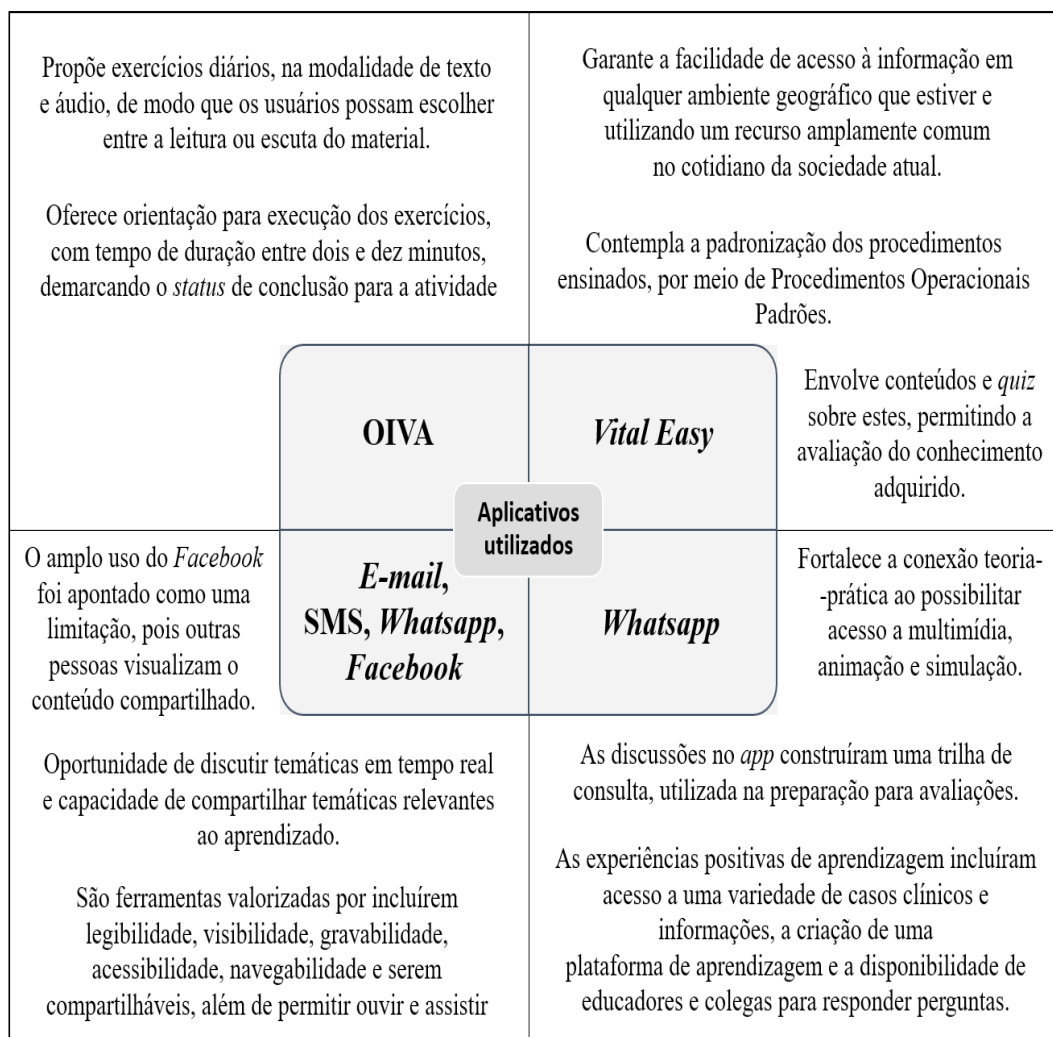 Propõe exercícios diários, na modalidade de texto
e áudio, de modo que os usuários possam escolher
entre a leitura ou escuta do material.
Oferece orientação para execução dos exercícios,
com tempo de duração entre dois e dez minutos,
demarcando o status de conclusão para a atividade
Garante a facilidade de acesso à informação em
qualquer ambiente geográfico que estiver e
utilizando um recurso amplamente comum
no cotidiano da sociedade atual.
Contempla a padronização dos procedimentos
ensinados, por meio de Procedimentos Operacionais
Padrões.
Envolve conteúdos e quiz
sobre estes, permitindo a
avaliação do conhecimento
adquirido.
OIVA
Vital Easy
Aplicativos
utilizados
E-mail,
SMS, Whatsapp,
Facebook
Whatsapp
O amplo uso do Facebook
foi apontado como uma
limitação, pois outras
pessoas visualizam o
conteúdo compartilhado.
Oportunidade de discutir temáticas em tempo real
e capacidade de compartilhar temáticas relevantes
ao aprendizado.
São ferramentas valorizadas por incluírem
legibilidade, visibilidade, gravabilidade,
acessibilidade, navegabilidade e serem
compartilháveis, além de permitir ouvir e assistir
Fortalece a conexão teoria-
-prática ao possibilitar
acesso a multimídia,
animação e simulação.
As discussões no app construíram uma trilha de
consulta, utilizada na preparação para avaliações.
As experiências positivas de aprendizagem incluíram
acesso a uma variedade de casos clínicos e
informações, a criação de uma
plataforma de aprendizagem e a disponibilidade de
educadores e colegas para responder perguntas.